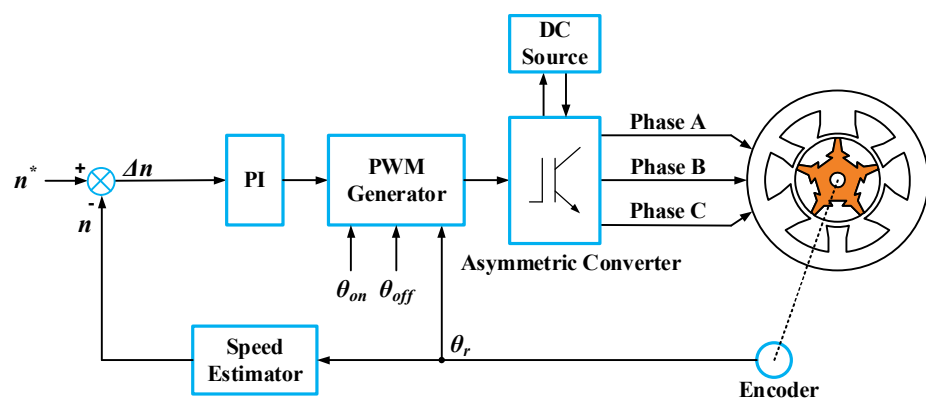 DC
Source
Phase A
+
n*
Δn
PI
PWM
Generator
Phase B
-
n
Phase C
Asymmetric Converter
θon
θoff
θr
Speed
Estimator
Encoder